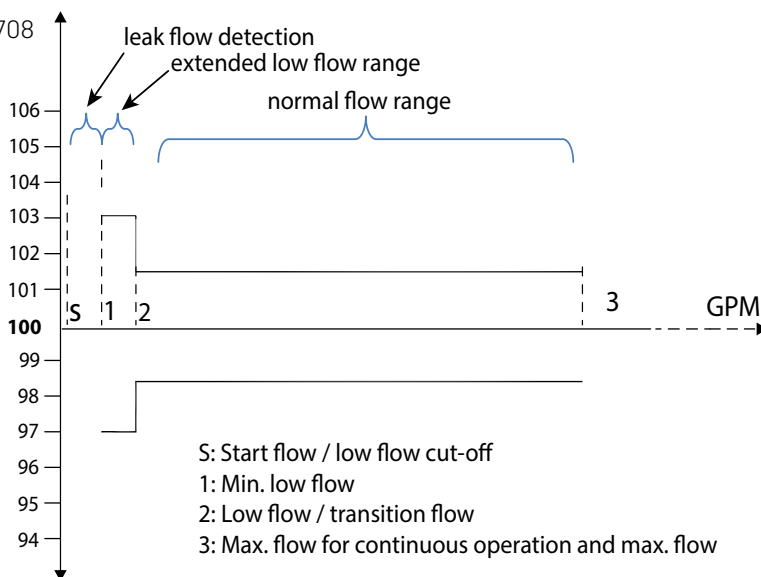 708
leak flow detection
extended low flow range
normal flow range
106
105
104
103
102
101
100
99
98
97
96
95
94
S
1
2
3
GPM
S: Start flow / low flow cut-off
1: Min. low flow
2: Low flow / transition flow
3: Max. flow for continuous operation and max. flow